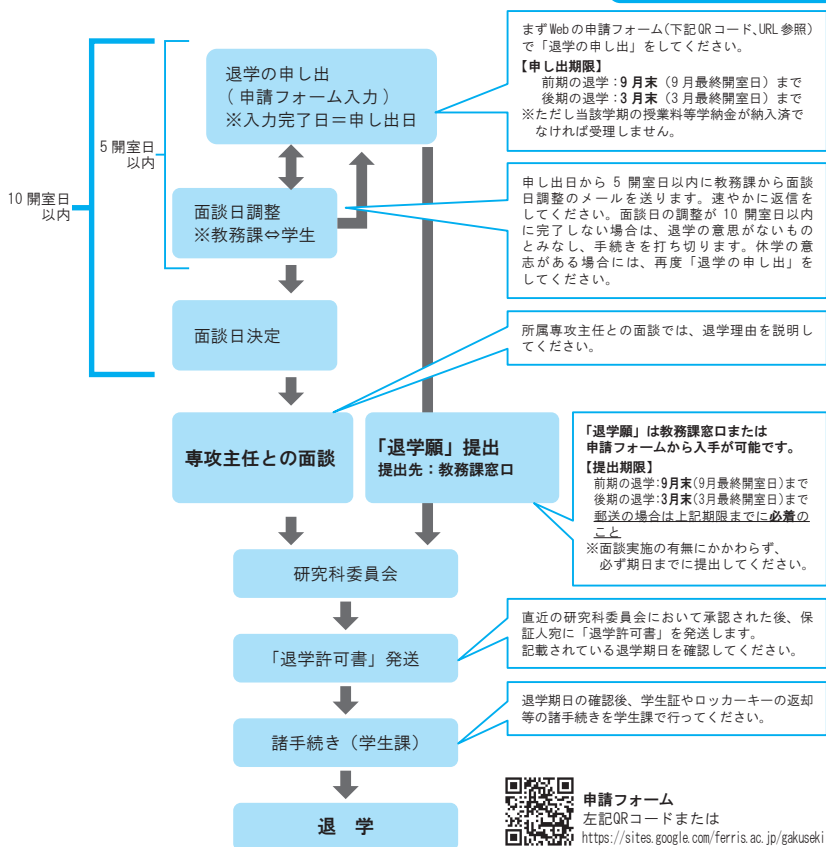 まずWebの申請フォーム(下記QRコード、URL参照)
で「退学の申し出」をしてください。
【申し出期限】
前期の退学：9月末（9月最終開室日）まで
後期の退学：3月末（3月最終開室日）まで
※ただし当該学期の授業料等学納金が納入済で
なければ受理しません。
退学の申し出
(申請フォーム入力)
※入力完了日＝申し出日
5開室日
以内
10開室日
以内
面談日調整
※教務課⇔学生
申し出日から 5 開室日以内に教務課から面談
日調整のメールを送ります。速やかに返信を
してください。面談日の調整が 10 開室日以内
に完了しない場合は、退学の意思がないもの
とみなし、手続きを打ち切ります。休学の意
志がある場合には、再度「退学の申し出」を
してください。
面談日決定
所属専攻主任との面談では、退学理由を説明し
てください。
専攻主任との面談
「退学願」提出
提出先：教務課窓口
「退学願」は教務課窓口または
申請フォームから入手が可能です。
【提出期限】
前期の退学:9月末(9月最終開室日)まで
後期の退学:3月末(3月最終開室日)まで
郵送の場合は上記期限までに必着の
こと
※面談実施の有無にかかわらず、
必ず期日までに提出してください。
研究科委員会
「退学許可書」発送
直近の研究科委員会において承認された後、保
証人宛に「退学許可書」を発送します。
記載されている退学期日を確認してください。
諸手続き（学生課）
退学期日の確認後、学生証やロッカーキーの返却
等の諸手続きを学生課で行ってください。
退　学
申請フォーム
左記QRコードまたは
https://sites.google.com/ferris.ac.jp/gakuseki